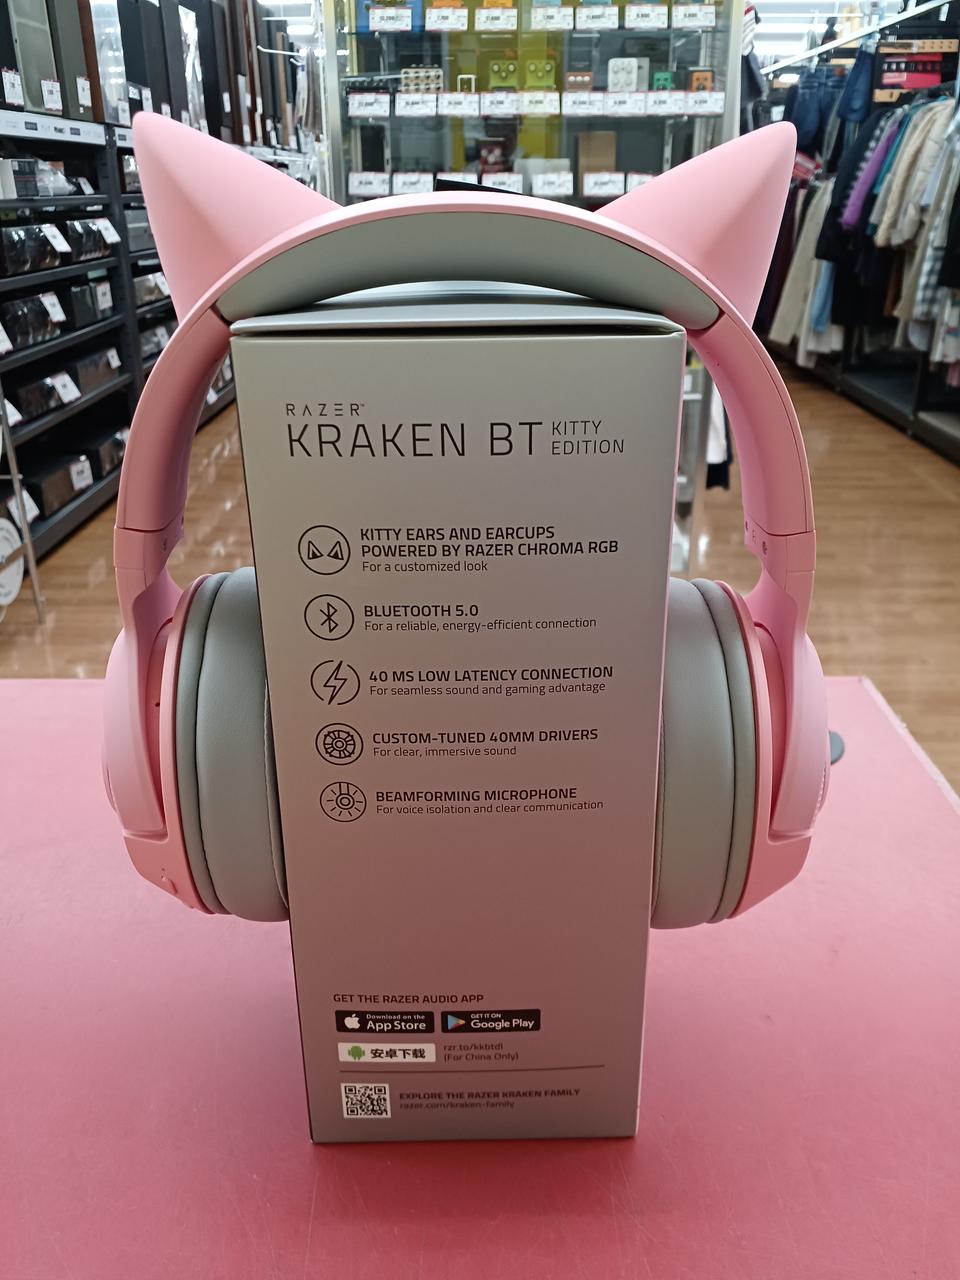 RAZER™
KRAKEN BT KITTY EDITION
KITTY EARS AND EARCUPS
POWERED BY RAZER CHROMA RGB
For a customized look
BLUETOOTH 5.0
For a reliable, energy-efficient connection
40 MS LOW LATENCY CONNECTION
For seamless sound and gaming advantage
CUSTOM-TUNED 40MM DRIVERS
For clear, immersive sound
BEAMFORMING MICROPHONE
For voice isolation and clear communication
GET THE RAZER AUDIO APP
Download on the
App Store
GET IT ON
Google Play
安卓下载
rzr.to/kkbtdl
(For China Only)
EXPLORE THE RAZER KRAKEN FAMILY
razer.com/kraken-family